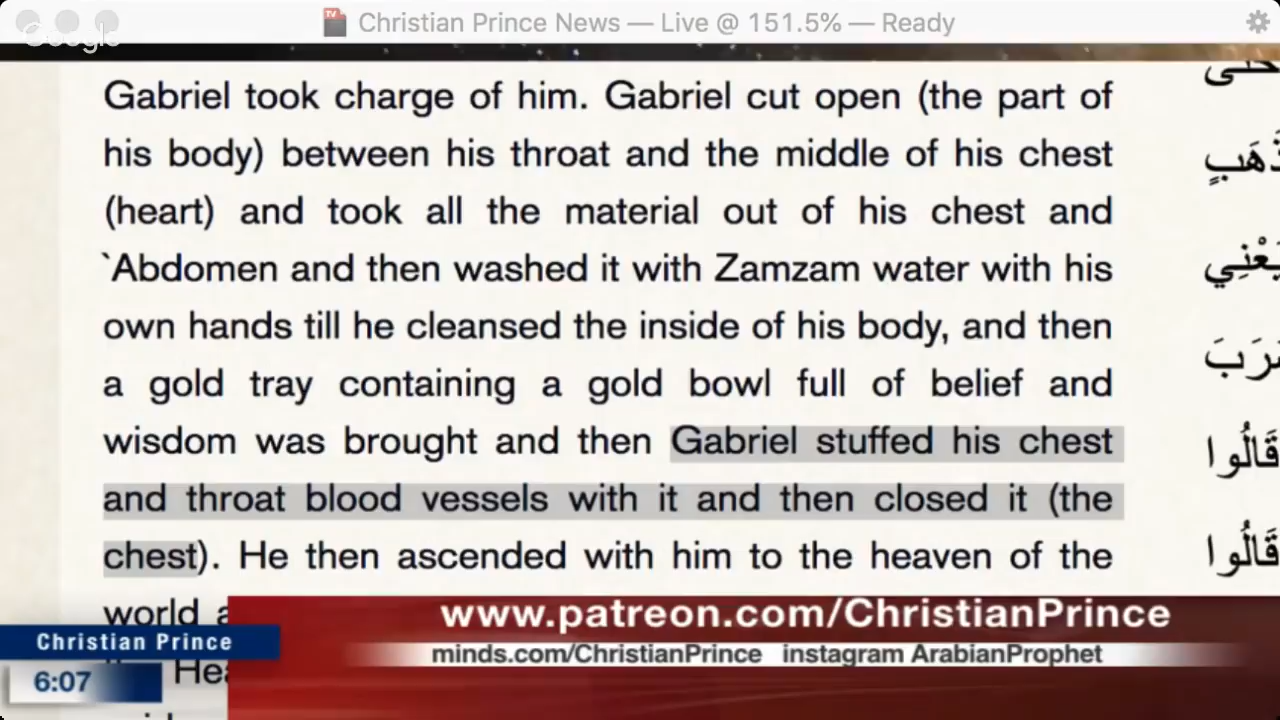 Christian Prince News — Live @ 151.5% — Ready
Google
Gabriel took charge of him. Gabriel cut open (the part of
his body) between his throat and the middle of his chest
(heart) and took all the material out of his chest and
`Abdomen and then washed it with Zamzam water with his
own hands till he cleansed the inside of his body, and then
a gold tray containing a gold bowl full of belief and
wisdom was brought and then Gabriel stuffed his chest
and throat blood vessels with it and then closed it (the
chest). He then ascended with him to the heaven of the
world
قَالُوا
قَالُوا
www.patreon.com/ChristianPrince
minds.com/ChristianPrince instagram ArabianProphet
Christian Prince
6:07